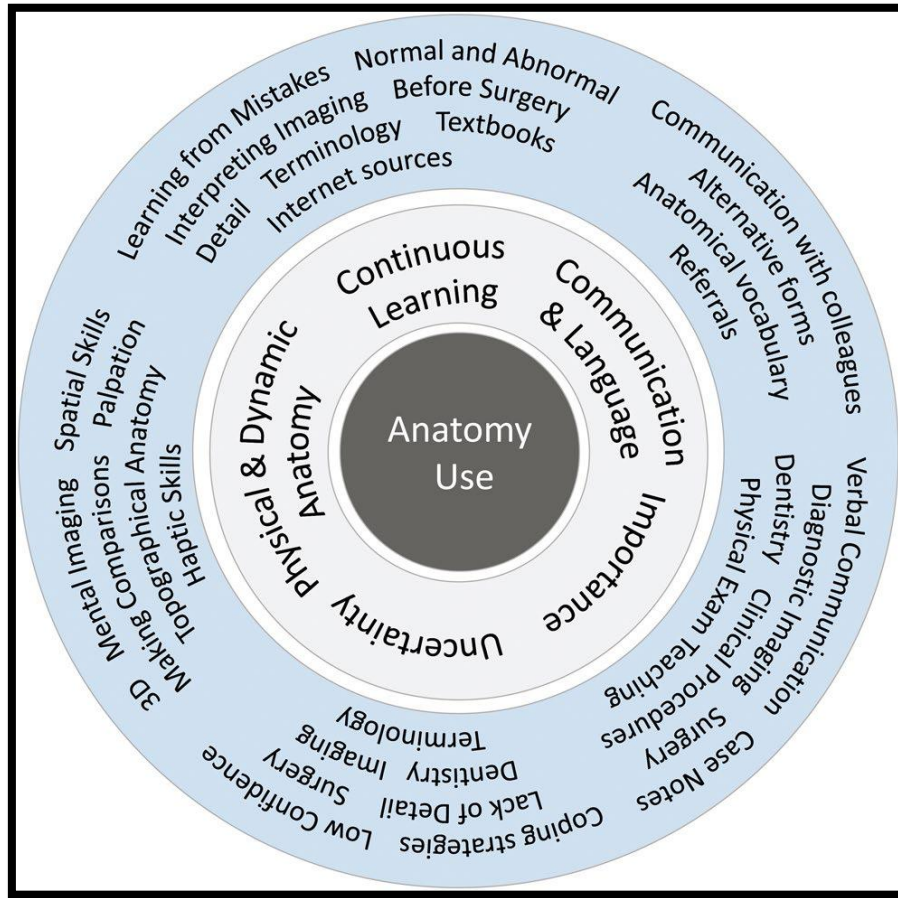 Anatomy
Use
Continuous
Learning
Communication
& Language
Importance
Uncertainty
Physical & Dynamic
Anatomy
Normal and Abnormal
Learning from Mistakes
Before Surgery
Interpreting Imaging
Textbooks
Terminology
Detail
Internet sources
Communication with colleagues
Alternative forms
Anatomical vocabulary
Referrals
Verbal Communication
Diagnostic Imaging
Dentistry
Physical Exam
Teaching
Clinical Procedures
Surgery
Case Notes
Terminology
Imaging
Dentistry
Surgery
Lack of Detail
Low Confidence
Coping strategies
Spatial Skills
Palpation
Topographical Anatomy
Haptic Skills
Making Comparisons
Mental Imaging
3D